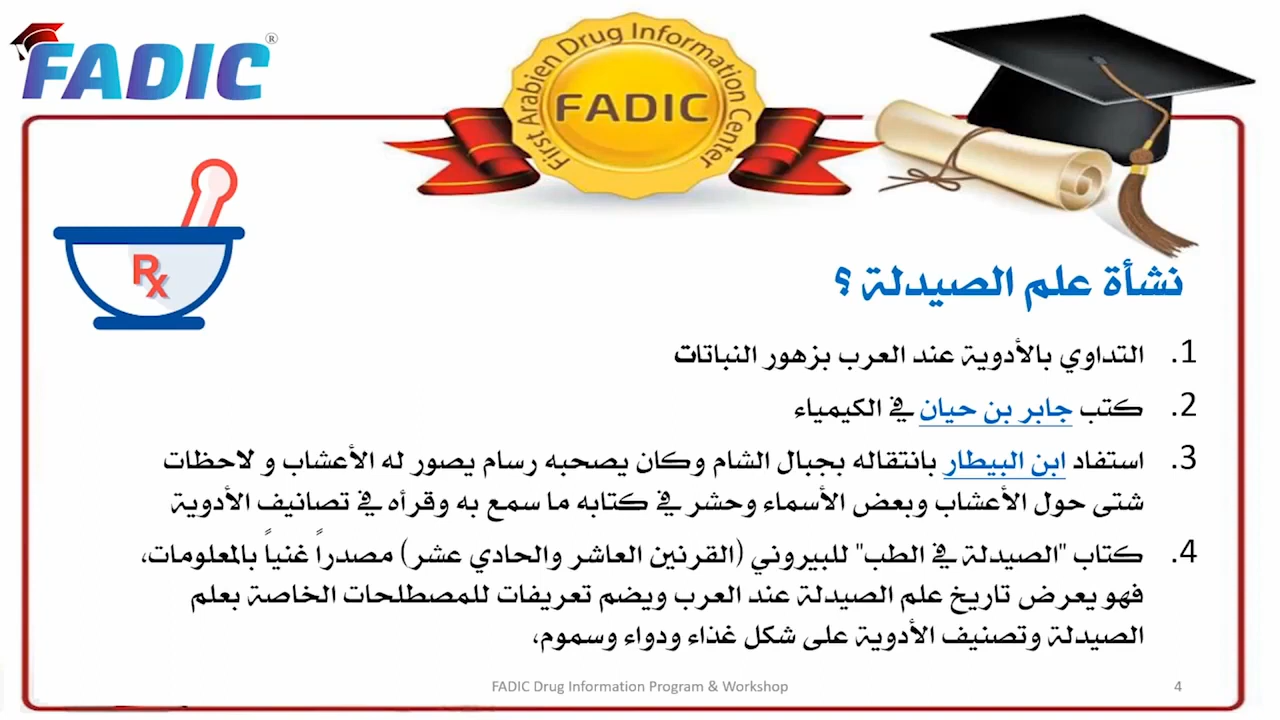 FADIC®
First Arabien Drug Information Center
FADIC
Rx
نشأة علم الصيدلة ؟
1. التداوي بالأدوية عند العرب بزهور النباتات
2. كتب جابر بن حيان في الكيمياء
3. استفاد ابن البيطار بانتقاله بجبال الشام وكان يصحبه رسام يصور له الأعشاب و لاحظات
شتى حول الأعشاب وبعض الأسماء وحشر في كتابه ما سمع به وقرأه في تصانيف الأدوية
4. كتاب "الصيدلة في الطب" للبيروني (القرنين العاشر والحادي عشر) مصدراً غنياً بالمعلومات،
فهو يعرض تاريخ علم الصيدلة عند العرب ويضم تعريفات للمصطلحات الخاصة بعلم
الصيدلة وتصنيف الأدوية على شكل غذاء ودواء وسموم،
FADIC Drug Information Program & Workshop
4